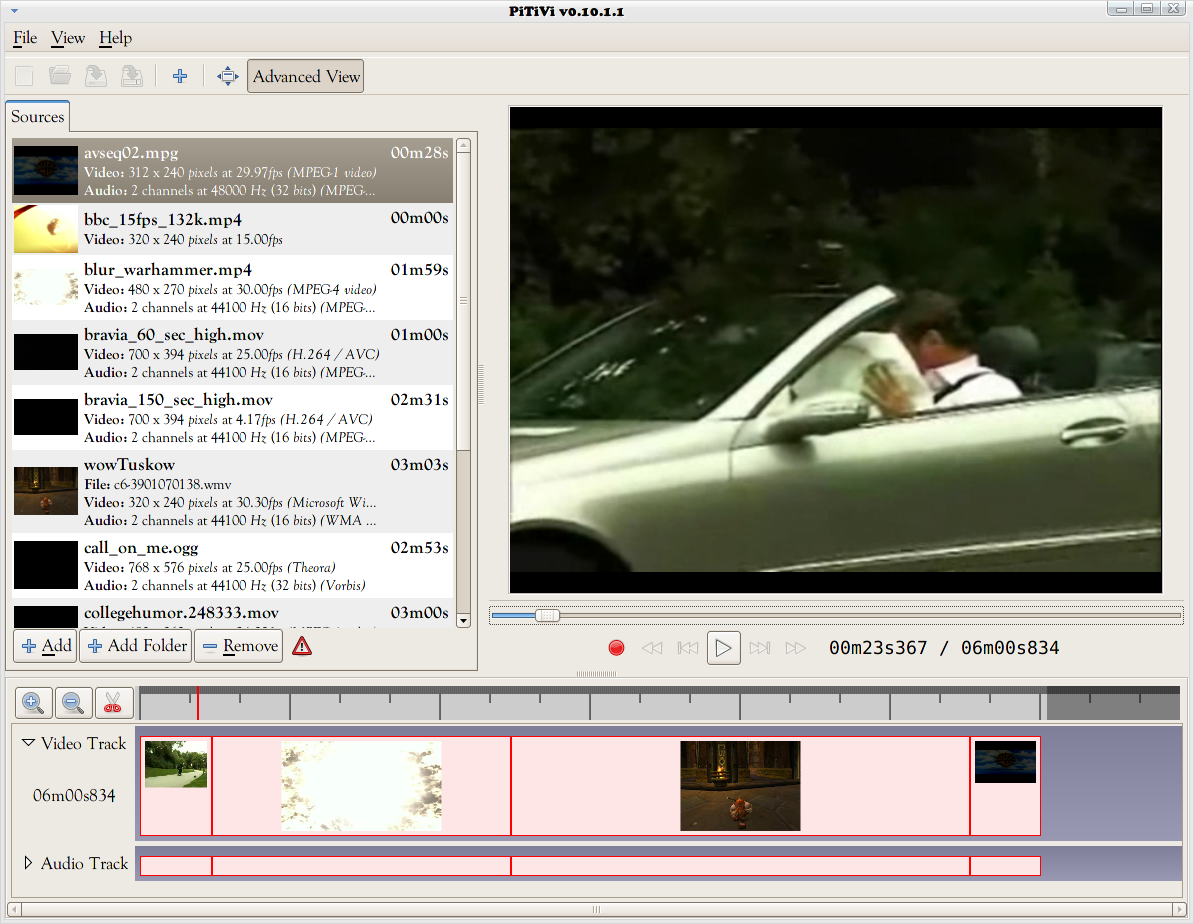 PiTiVi v0.10.1.1
File View Help
Advanced View
Sources
avseq02.mpg 00m28s
Video: 312 x 240 pixels at 29.97fps (MPEG-1 video)
Audio: 2 channels at 48000 Hz (32 bits) (MPEG-...
bbc_15fps_132k.mp4 00m00s
Video: 320 x 240 pixels at 15.00fps
blur_warhammer.mp4 01m59s
Video: 480 x 270 pixels at 30.00fps (MPEG-4 video)
Audio: 2 channels at 44100 Hz (16 bits) (MPEG-...
bravia_60_sec_high.mov 01m00s
Video: 700 x 394 pixels at 25.00fps (H.264 / AVC)
Audio: 2 channels at 44100 Hz (16 bits) (MPEG-...
bravia_150_sec_high.mov 02m31s
Video: 700 x 394 pixels at 4.17fps (H.264 / AVC)
Audio: 2 channels at 44100 Hz (16 bits) (MPEG-...
wowTuskow 03m03s
File: c6-3901070138.wmv
Video: 320 x 240 pixels at 30.30fps (Microsoft Wi...
Audio: 2 channels at 44100 Hz (16 bits) (WMA ...
call_on_me.ogg 02m53s
Video: 768 x 576 pixels at 25.00fps (Theora)
Audio: 2 channels at 44100 Hz (32 bits) (Vorbis)
collegehumor.248333.mov 03m00s
Add Add Folder Remove
00m23s367 / 06m00s834
Video Track
06m00s834
Audio Track